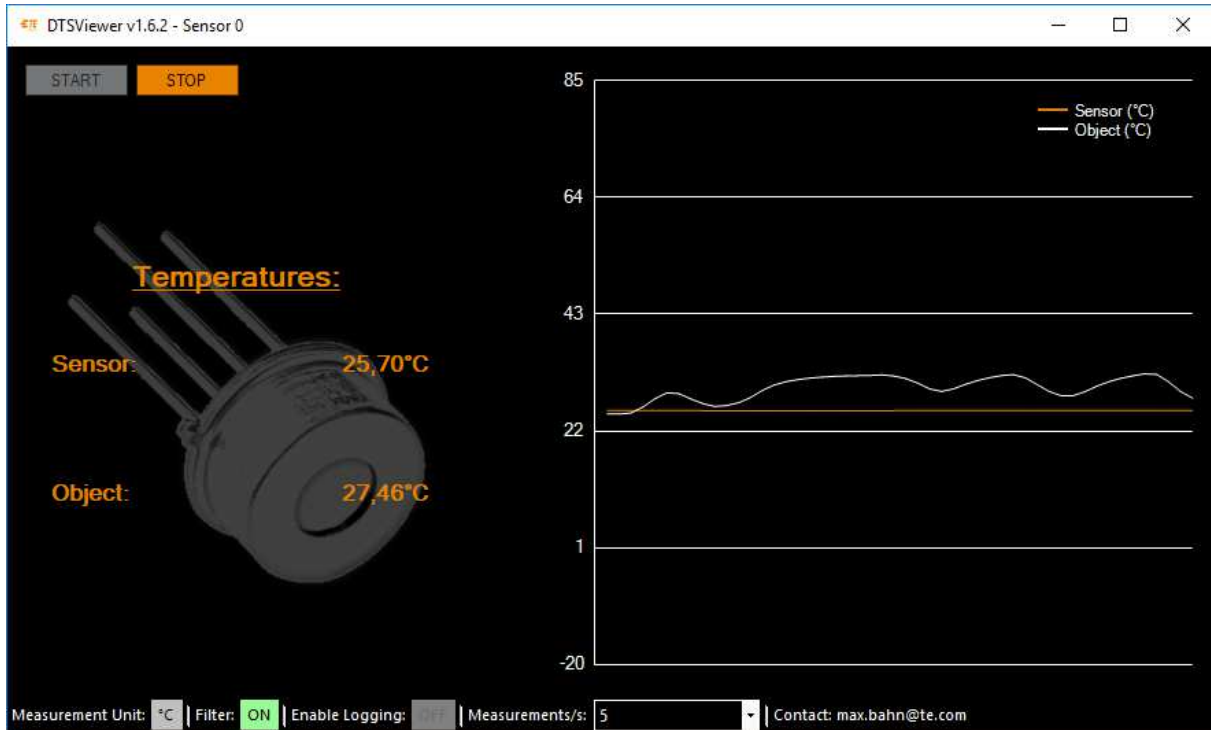 DTSViewer v1.6.2 - Sensor 0
START STOP
Temperatures:
Sensor: 25,70°C
Object: 27,46°C
85
64
43
22
1
-20
Sensor (°C)
Object (°C)
Measurement Unit: °C Filter: ON Enable Logging: OFF Measurements/s: 5 Contact: max.bahn@te.com